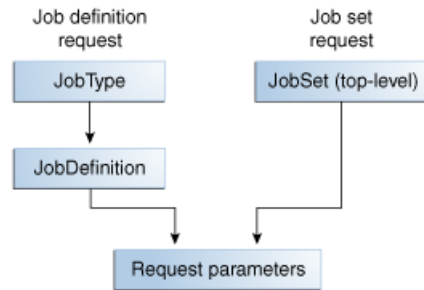 Job definition
request
Job set
request
JobType
JobSet (top-level)
JobDefinition
Request parameters